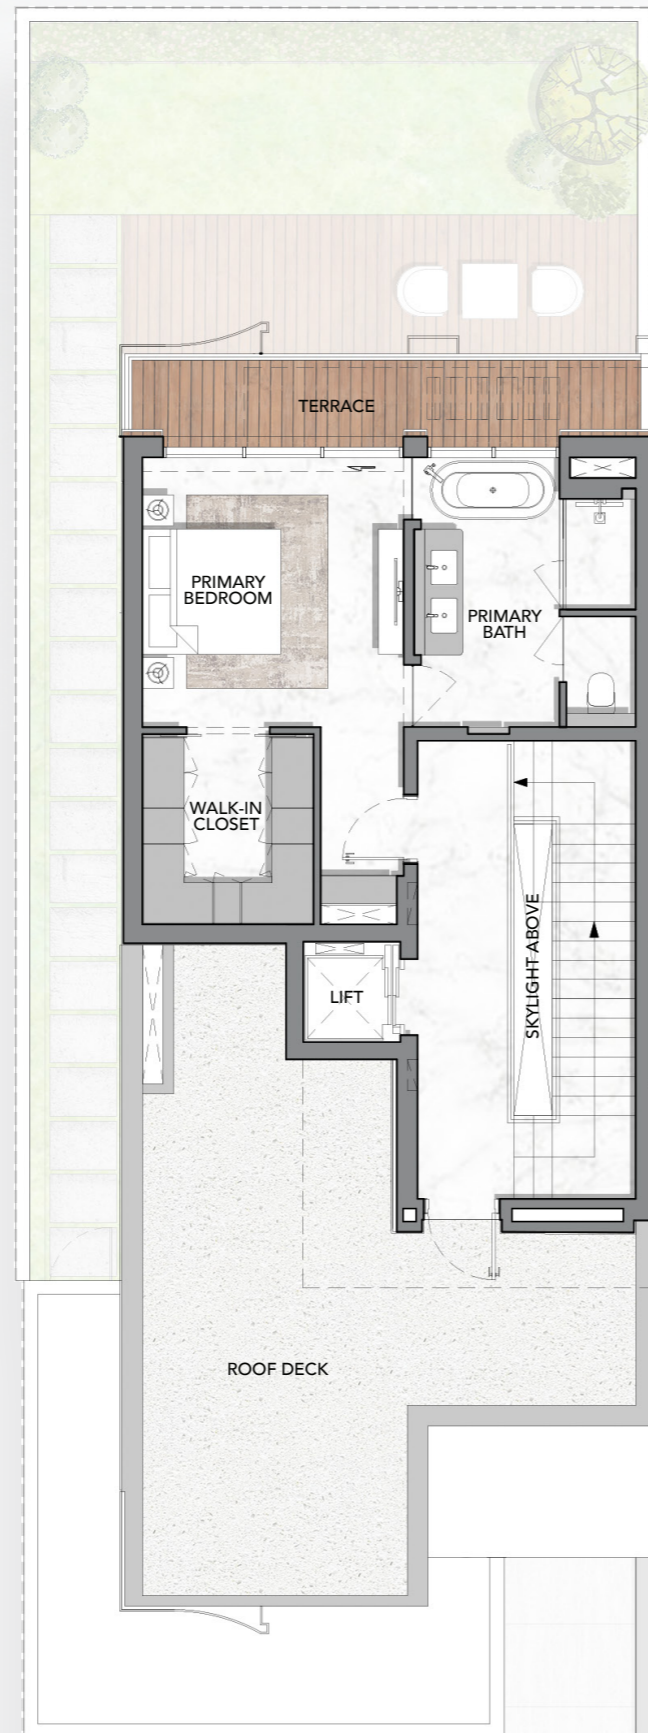 TERRACE
PRIMARY
BEDROOM
PRIMARY
BATH
WALK-IN
CLOSET
SKYLIGHT ABOVE
LIFT
ROOF DECK